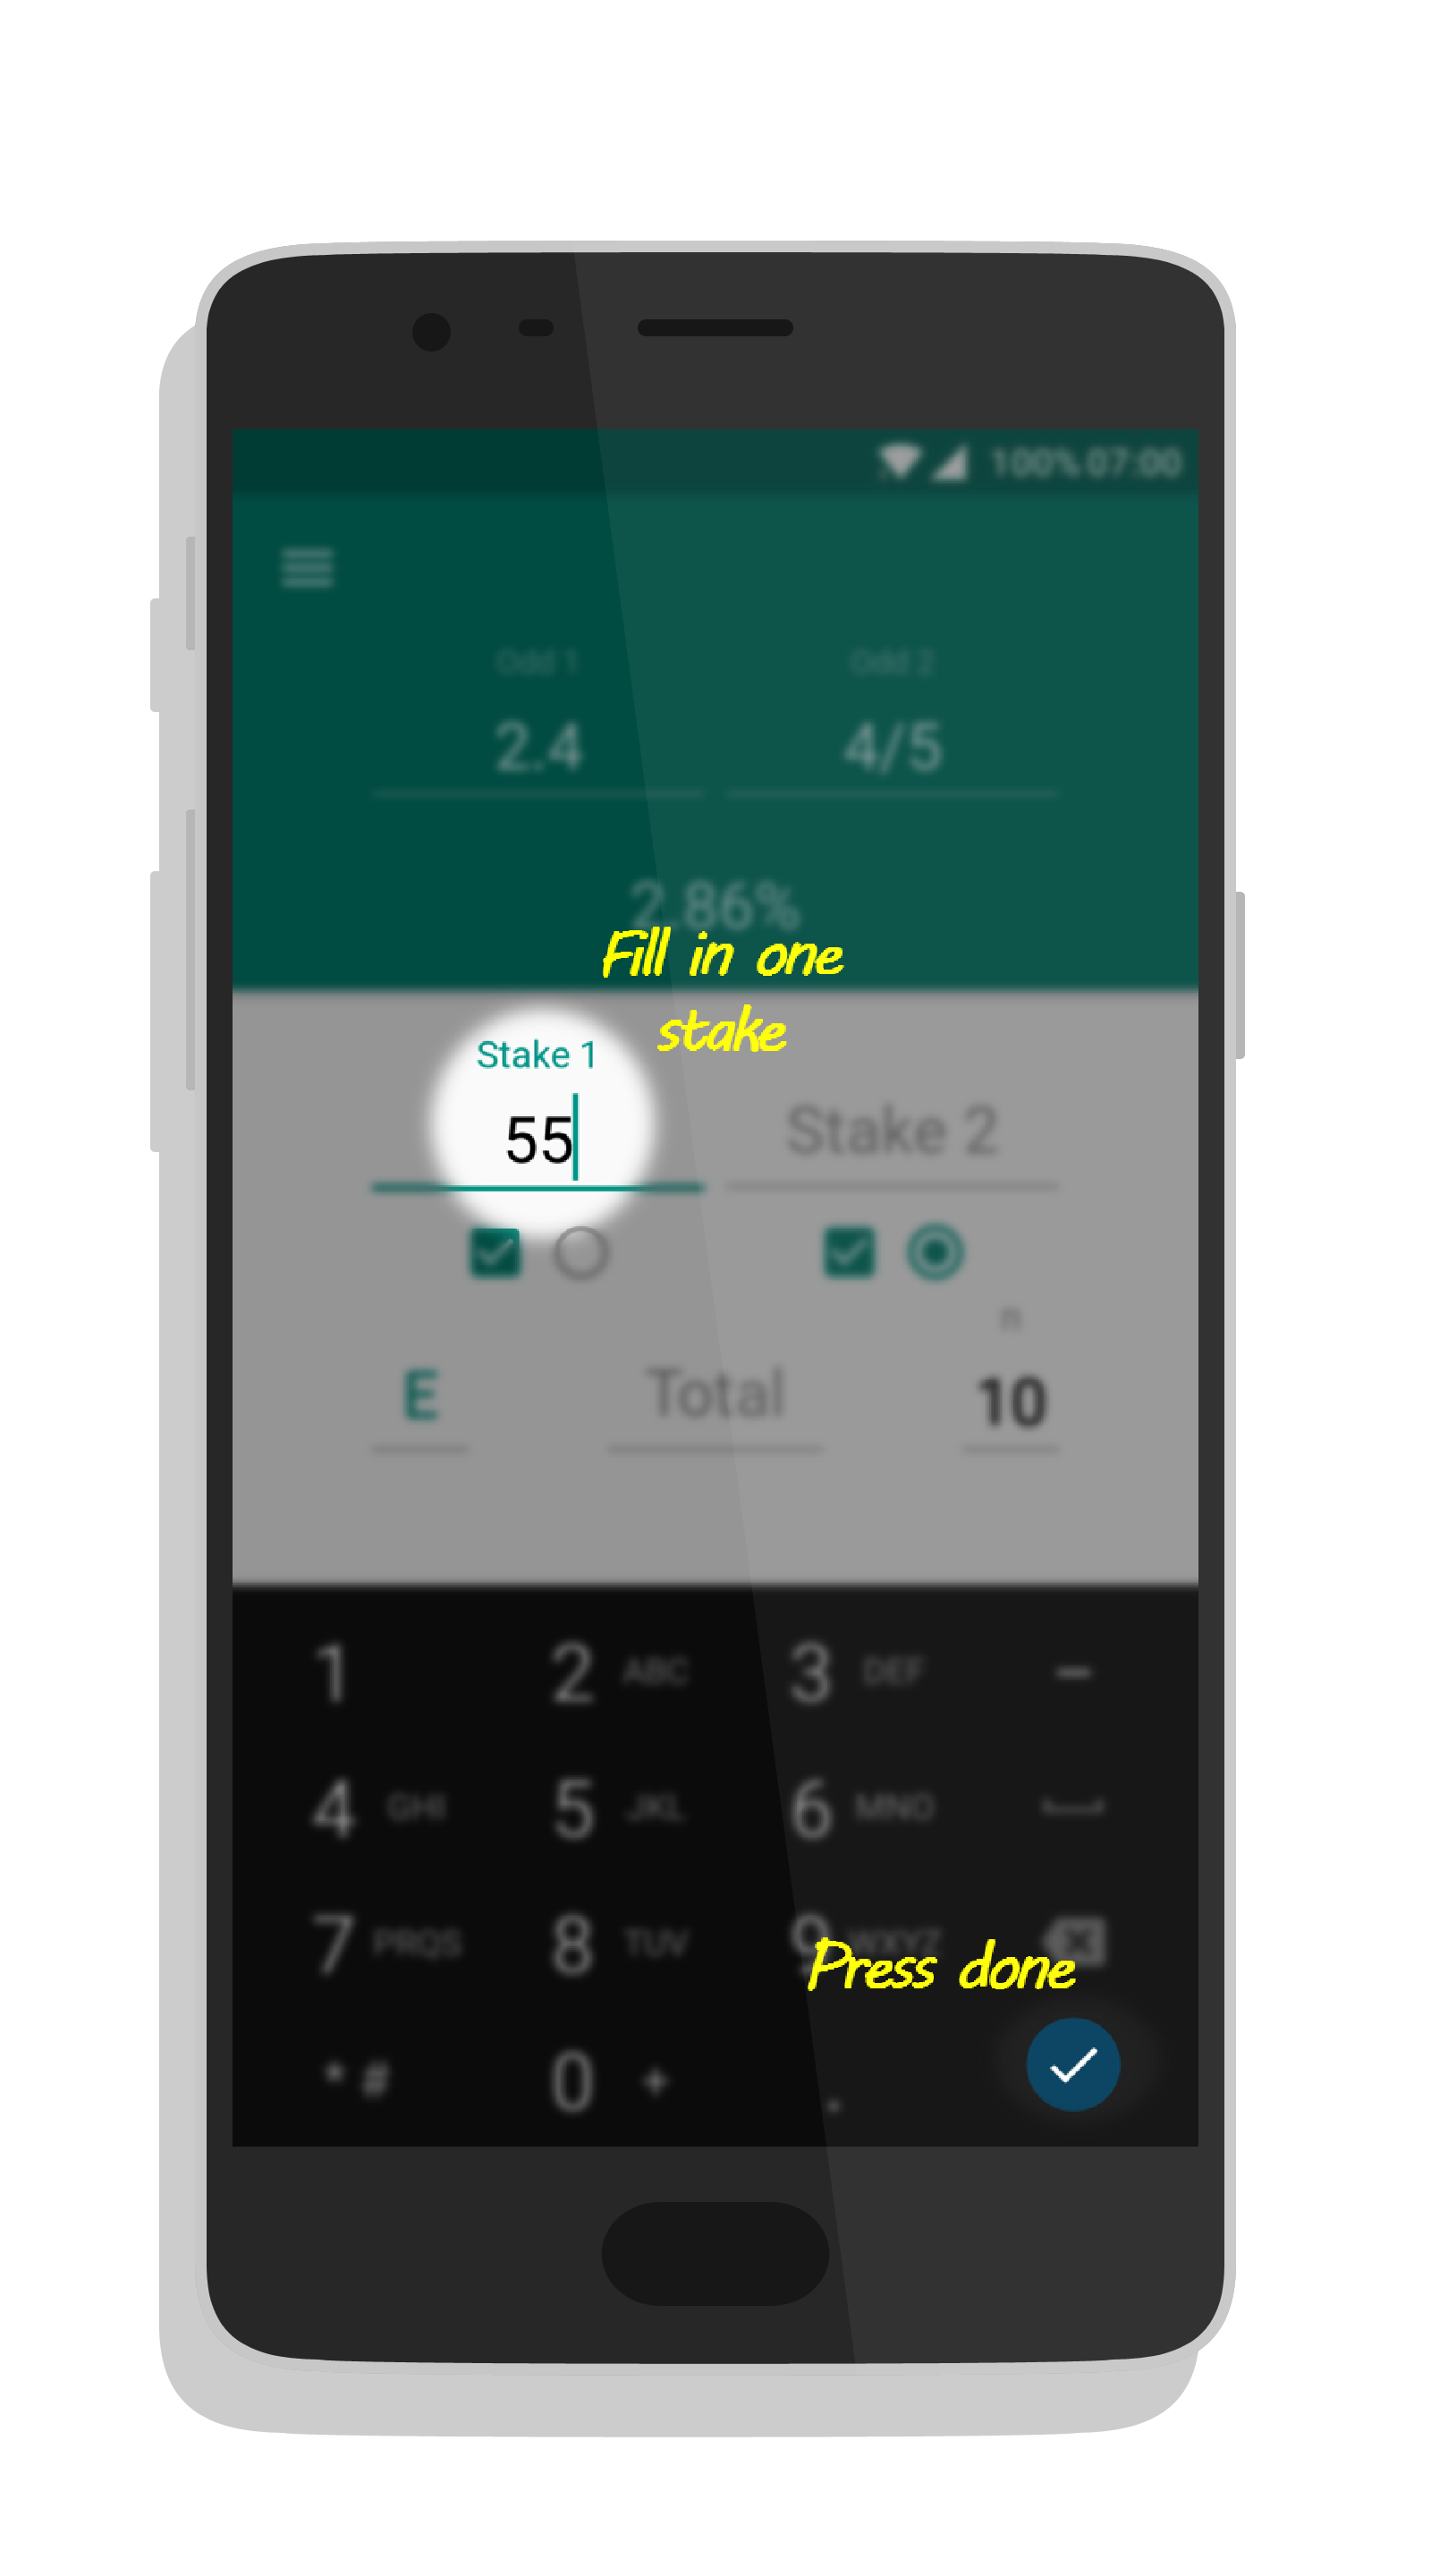 100% 07:00
Odd 1 Odd 2
2.4 4/5
2.86%
Fill in one
stake
Stake 1
55 Stake 2
n
E Total 10
1 2 ABC 3 DEF -
4 GHI 5 JKL 6 MNO
7 PRQS 8 TUV 9 WXYZ
Press done
* # 0 + .